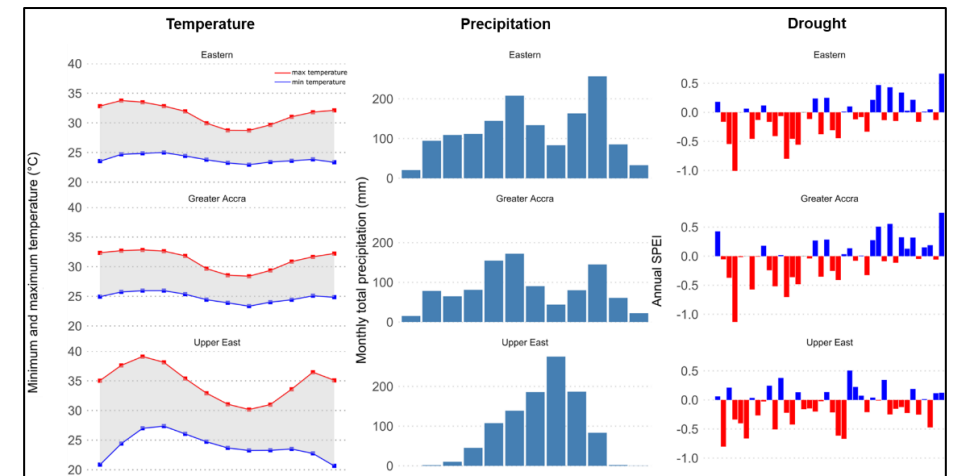 Temperature
Precipitation
Drought
Minimum and maximum temperature (°C)
Eastern
max temperature
min temperature
40
35
30
25
20
Greater Accra
40
35
30
25
20
Upper East
40
35
30
25
20
Monthly total precipitation (mm)
Eastern
200
100
0
Greater Accra
200
100
0
Upper East
200
100
0
Annual SPEI
Eastern
0.5
0.0
-0.5
-1.0
Greater Accra
0.5
0.0
-0.5
-1.0
Upper East
0.5
0.0
-0.5
-1.0